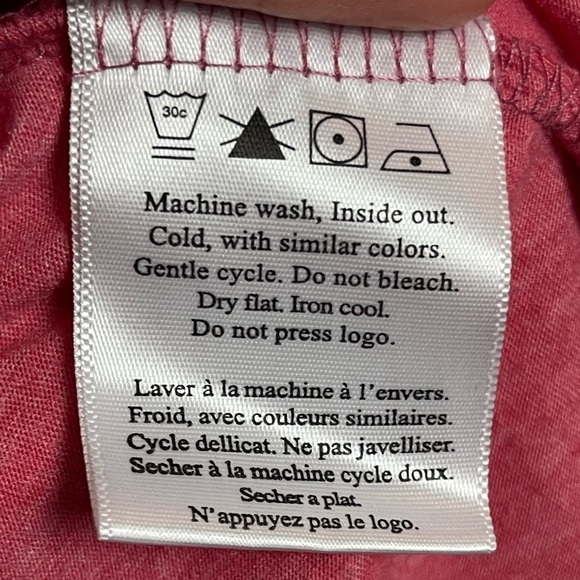 30c
Machine wash, Inside out.
Cold, with similar colors.
Gentle cycle. Do not bleach.
Dry flat. Iron cool.
Do not press logo.
Laver à la machine à l'envers.
Froid, avec couleurs similaires.
Cycle dellicat. Ne pas javelliser.
Secher à la machine cycle doux.
Secher a plat.
N'appuyez pas le logo.